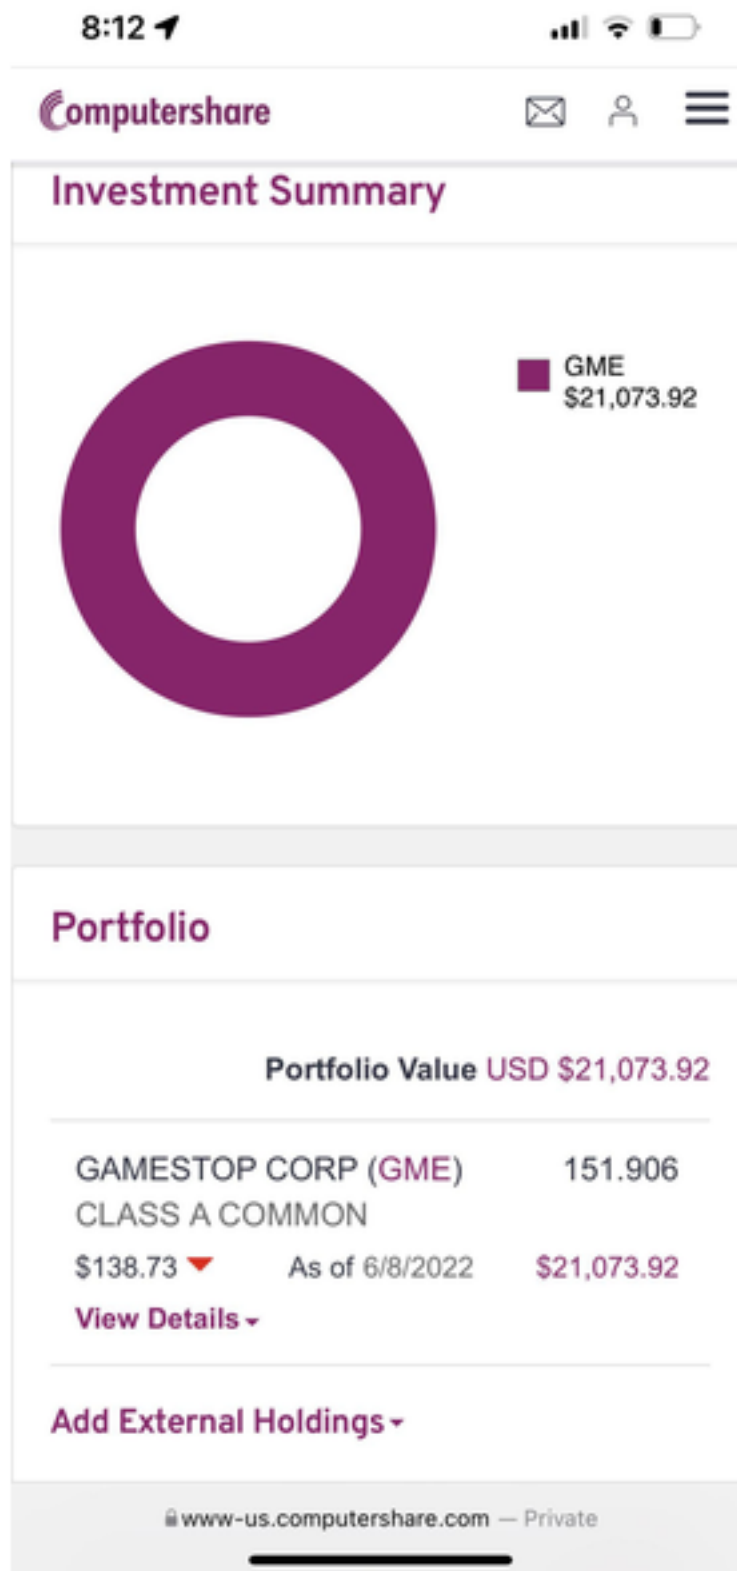 8:12
Computershare
Investment Summary
GME
$21,073.92
Portfolio
Portfolio Value USD $21,073.92
GAMESTOP CORP (GME) 151.906
CLASS A COMMON
$138.73 As of 6/8/2022 $21,073.92
View Details
Add External Holdings
www-us.computershare.com — Private